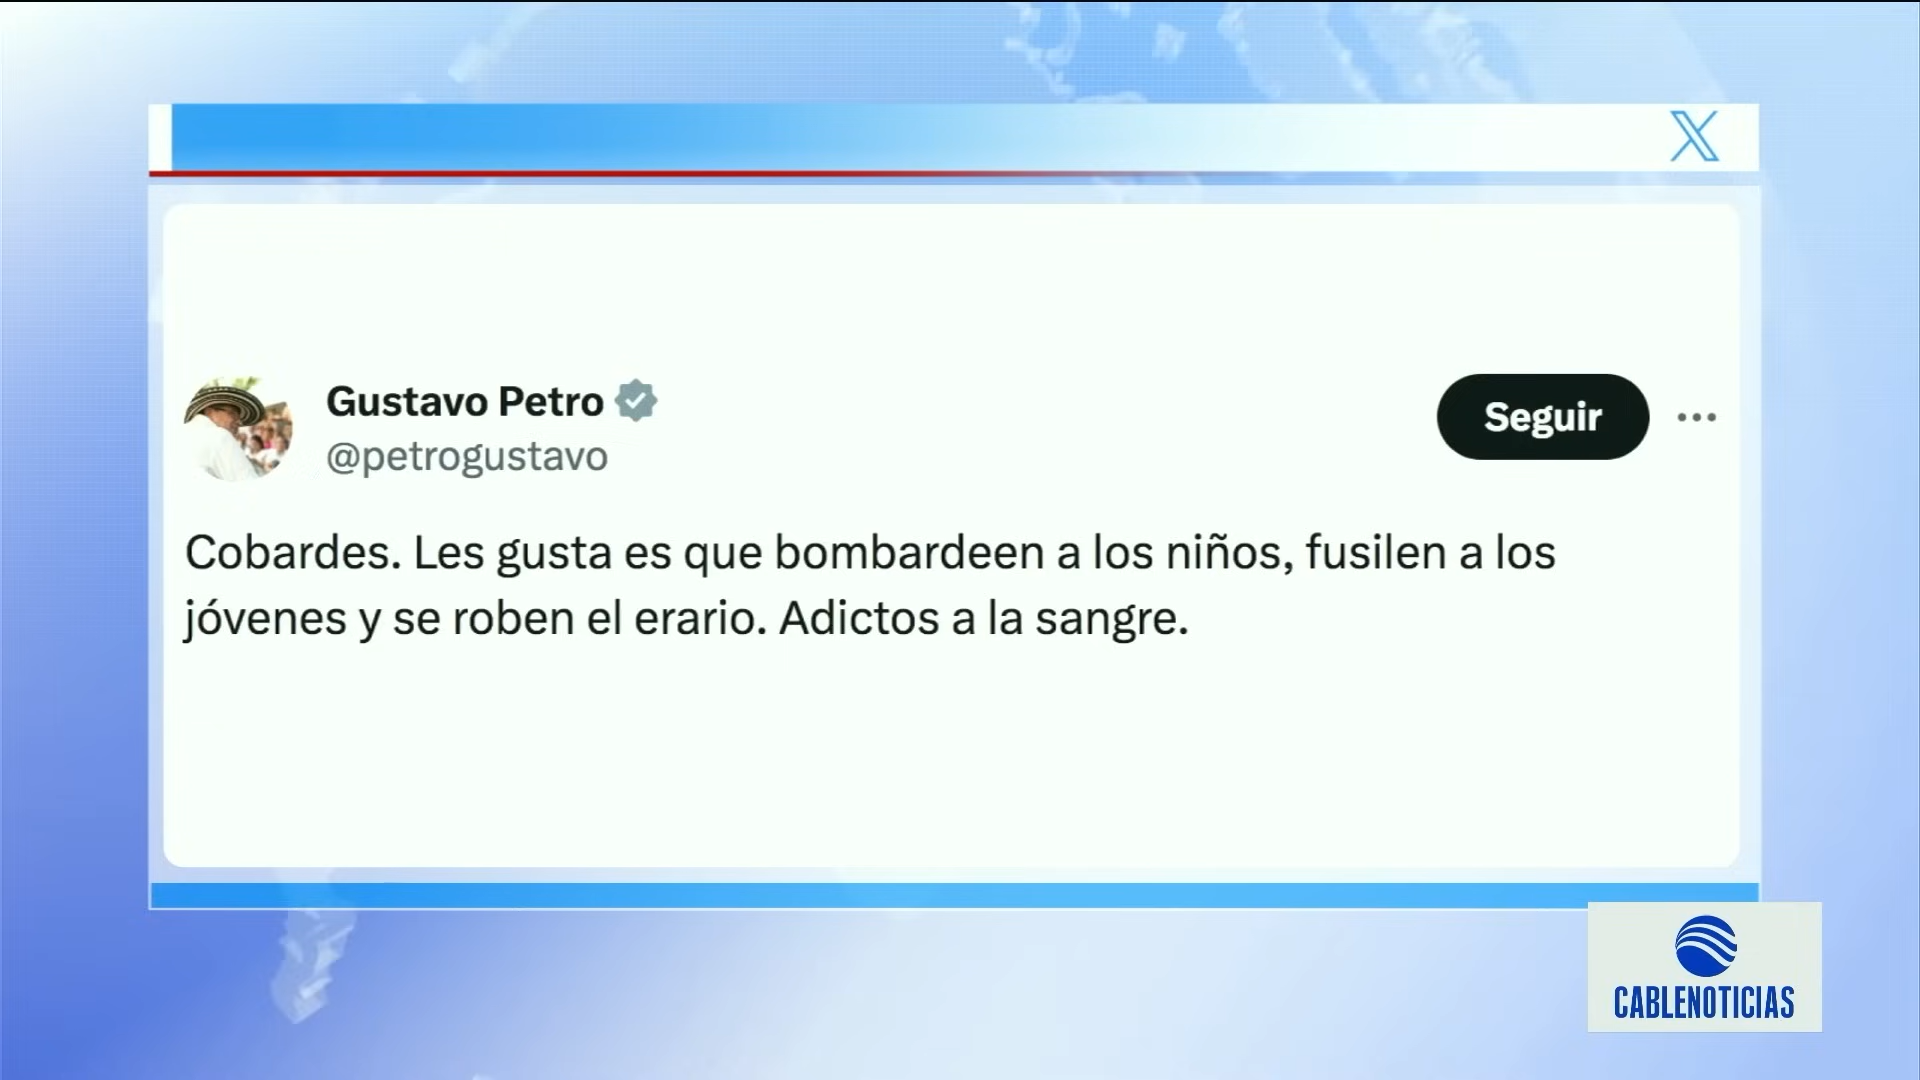 Gustavo Petro
@petrogustavo
Seguir
Cobardes. Les gusta es que bombardeen a los niños, fusilen a los
jóvenes y se roben el erario. Adictos a la sangre.
CABLENOTICIAS